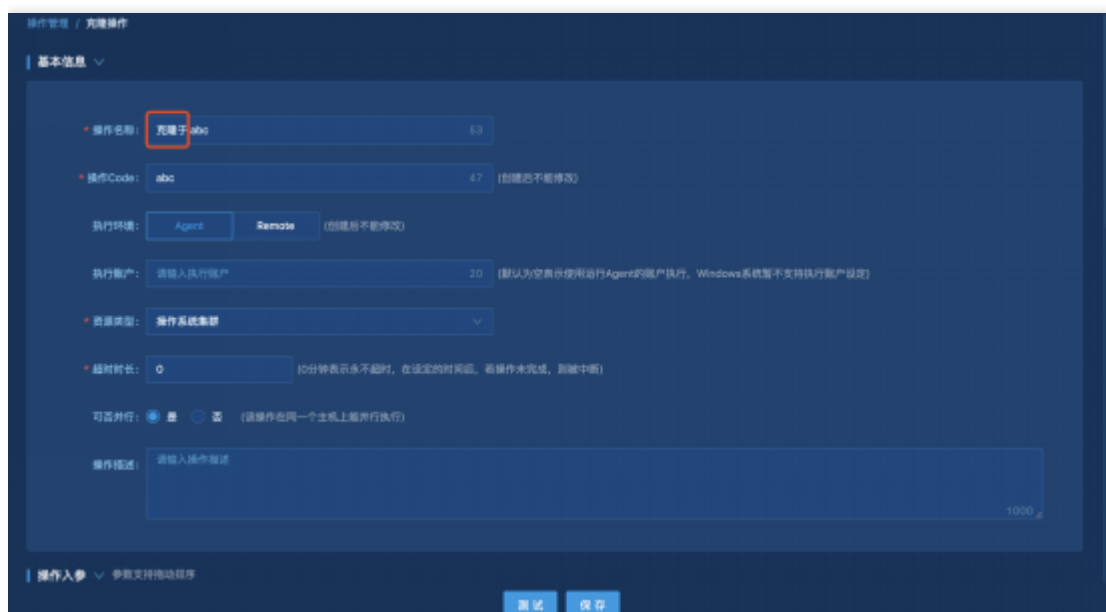 操作管理 / 克隆操作
基本信息
* 操作名称: 克隆于abc 53
* 操作Code: abc 47 (创建后不能修改)
执行环境: Agent Remote (创建后不能修改)
执行账户: 请输入执行账户 20 (默认为空表示使用运行Agent的账户执行，Windows系统暂不支持执行账户设定)
* 资源类型: 操作系统集群
* 超时时长: 0 (0分钟表示永不超时，在设定的时间后，若操作未完成，则被中断)
可否并行: 是 否 (该操作在同一个主机上能并行执行)
操作描述: 请输入操作描述
1000
操作入参 参数支持拖动排序
测试 保存